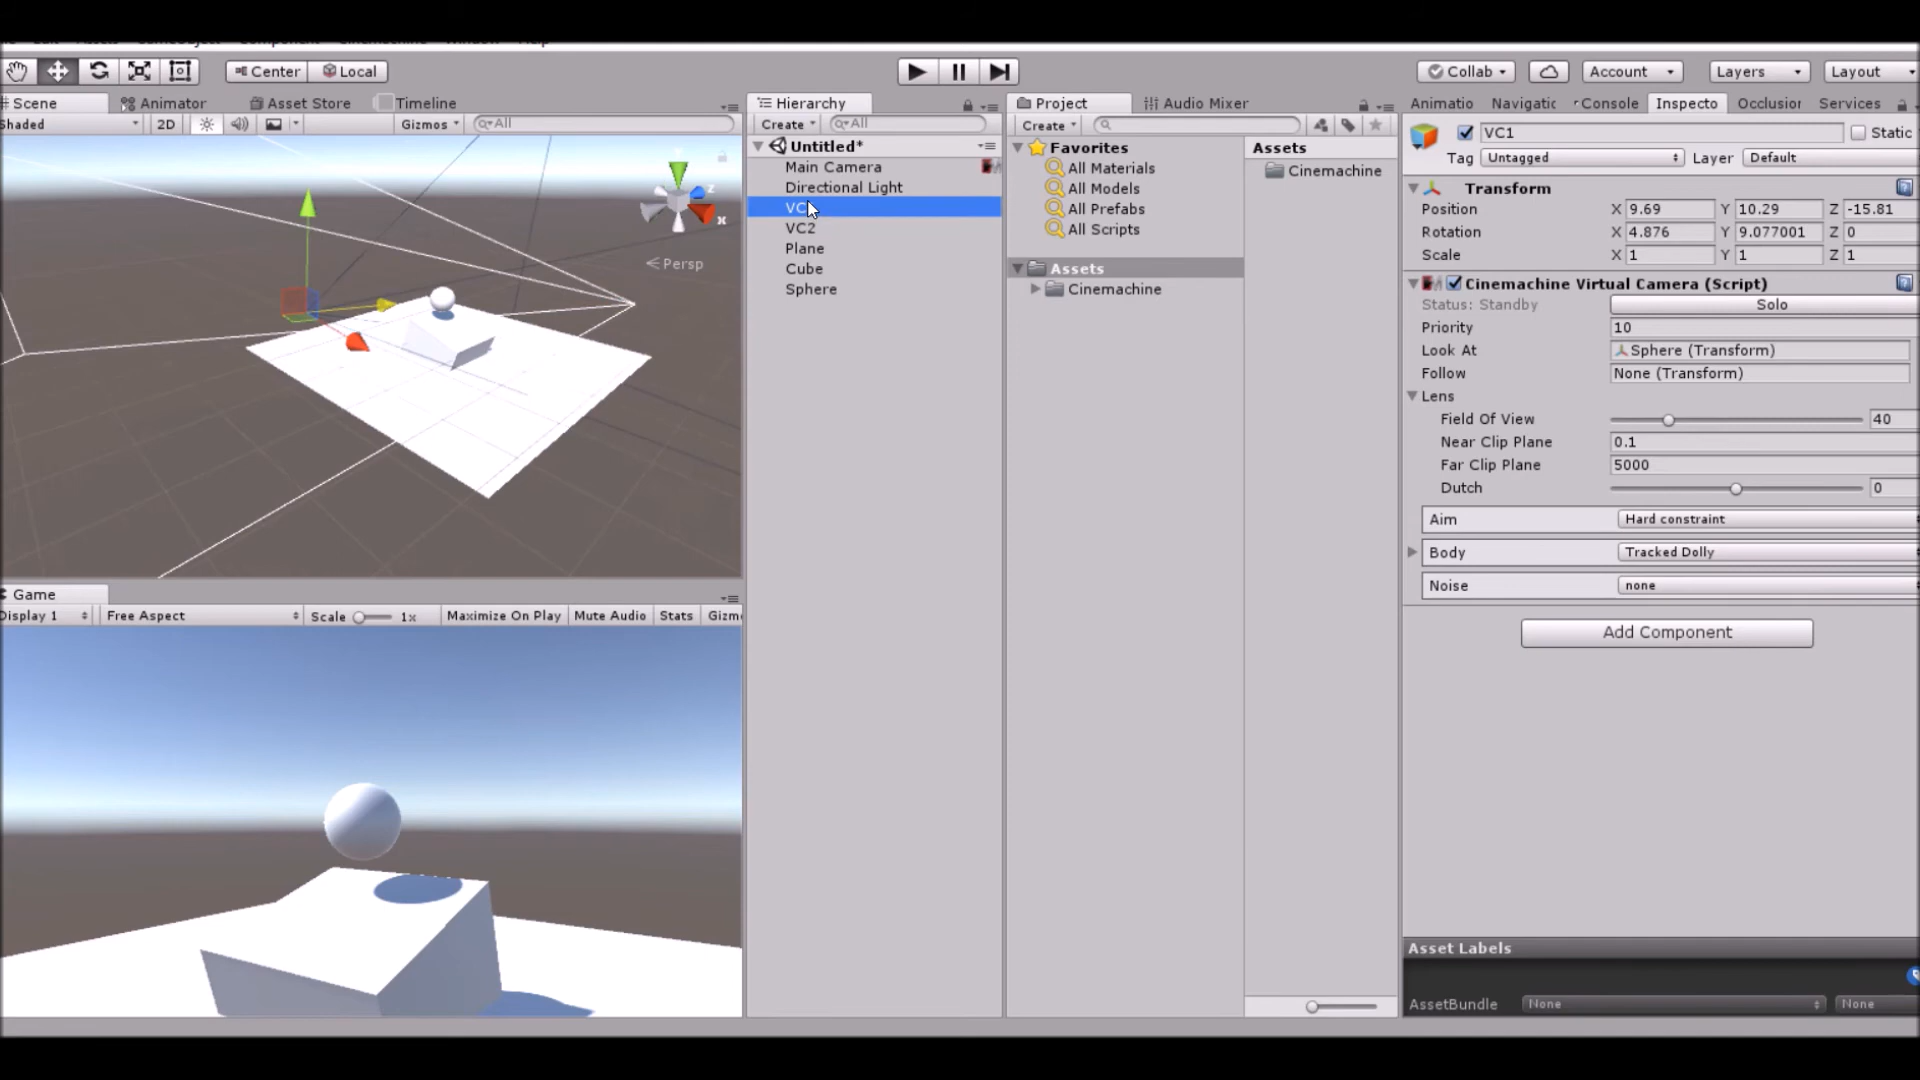 Center Local
Collab Account Layers Layout
Scene Animator Asset Store Timeline
Shaded 2D Gizmos All
Persp
x
z
Game
Display 1 Free Aspect Scale 1x Maximize On Play Mute Audio Stats Gizm
Hierarchy
Create All
Untitled*
Main Camera
Directional Light
VC
VC2
Plane
Cube
Sphere
Project Audio Mixer
Create
Favorites
All Materials
All Models
All Prefabs
All Scripts
Assets
Cinemachine
Assets
Cinemachine
Animatio Navigatic Console Inspecto Occlusior Services
VC1 Static
Tag Untagged Layer Default
Transform
Position X 9.69 Y 10.29 Z -15.81
Rotation X 4.876 Y 9.077001 Z 0
Scale X 1 Y 1 Z 1
Cinemachine Virtual Camera (Script)
Status: Standby Solo
Priority 10
Look At Sphere (Transform)
Follow None (Transform)
Lens
Field Of View 40
Near Clip Plane 0.1
Far Clip Plane 5000
Dutch 0
Aim Hard constraint
Body Tracked Dolly
Noise none
Add Component
Asset Labels
AssetBundle None None